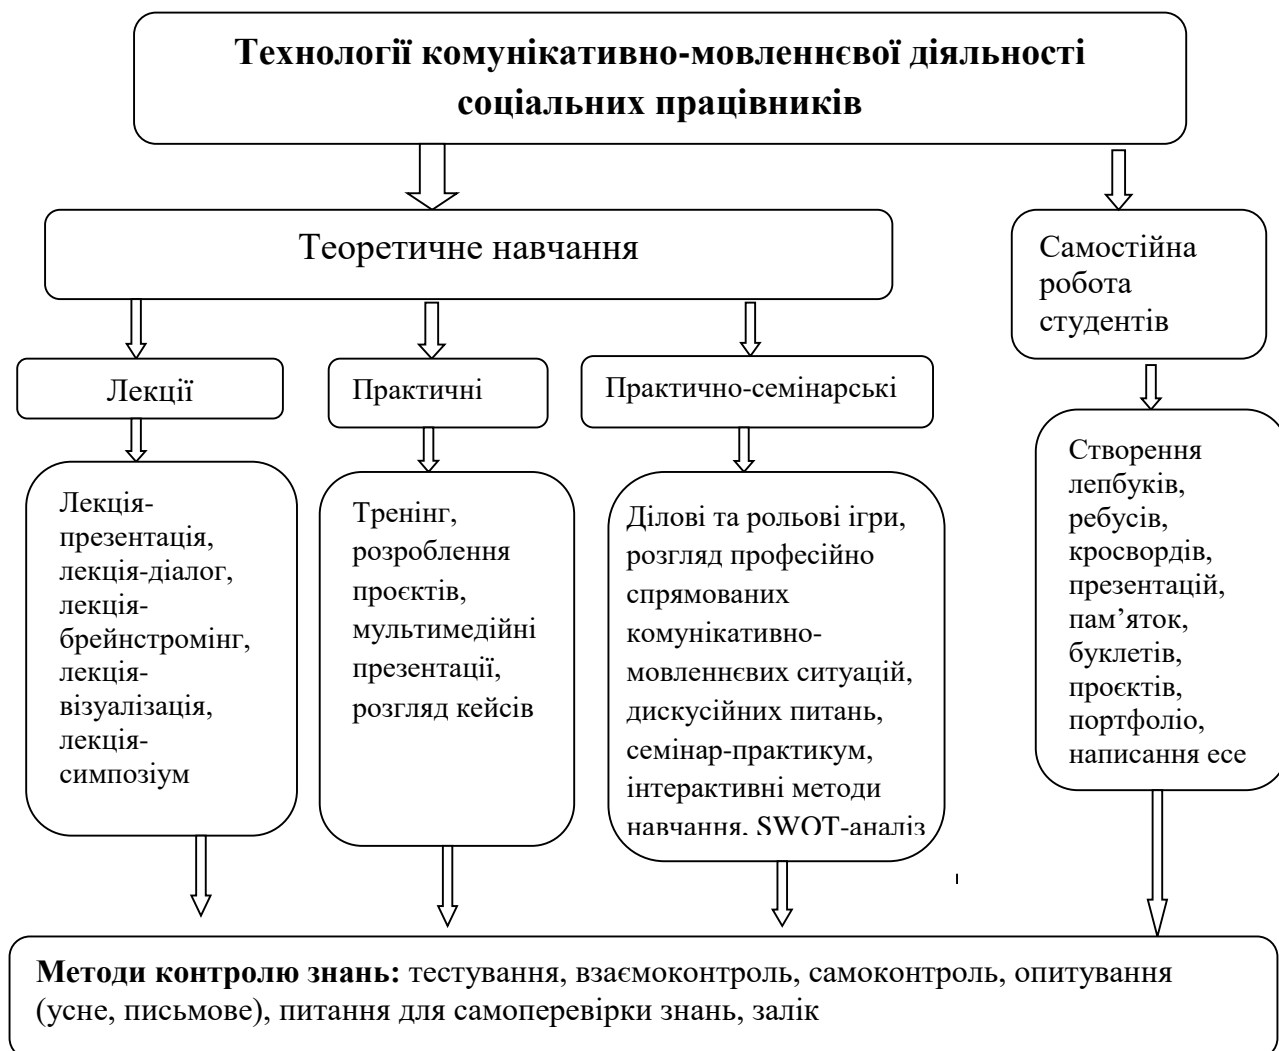 Технології комунікативно-мовленнєвої діяльності
соціальних працівників
Теоретичне навчання
Самостійна
робота
студентів
Лекції
Практичні
Практично-семінарські
Лекція-
презентація,
лекція-діалог,
лекція-
брейнстромінг,
лекція-
візуалізація,
лекція-
симпозіум
Тренінг,
розроблення
проєктів,
мультимедійні
презентації,
розгляд кейсів
Ділові та рольові ігри,
розгляд професійно
спрямованих
комунікативно-
мовленнєвих ситуацій,
дискусійних питань,
семінар-практикум,
інтерактивні методи
навчання, SWOT-аналіз
Створення
лепбуків,
ребусів,
кросвордів,
презентацій,
пам’яток,
буклетів,
проєктів,
портфоліо,
написання есе
Методи контролю знань: тестування, взаємоконтроль, самоконтроль, опитування
(усне, письмове), питання для самоперевірки знань, залік